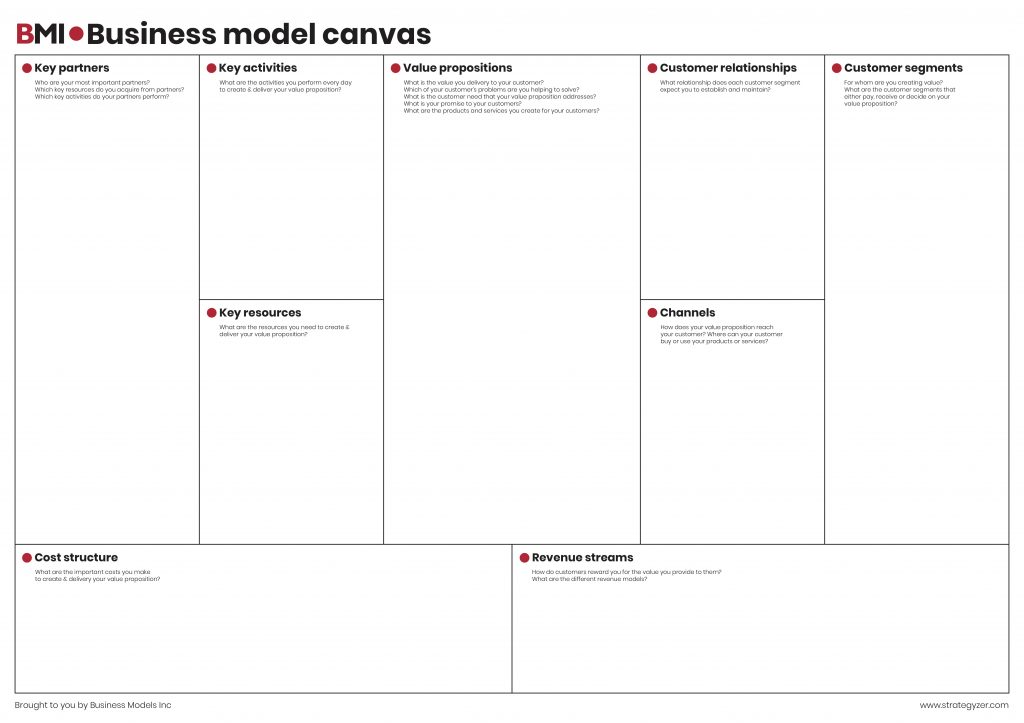 BMI Business model canvas
Key partners
Who are your most important partners?
Which key resources do you acquire from partners?
Which key activities do your partners perform?
Key activities
What are the activities you perform every day
to create & deliver your value proposition?
Key resources
What are the resources you need to create &
deliver your value proposition?
Value propositions
What is the value you deliver to your customer?
Which of your customer's problems are you helping to solve?
What is the customer need that your value proposition addresses?
What is your promise to your customers?
What are the products and services you create for your customers?
Customer relationships
What relationship does each customer segment
expect you to establish and maintain?
Channels
How does your value proposition reach
your customer? Where can your customer
buy or use your products or services?
Customer segments
For whom are you creating value?
What are the customer segments that
either pay, receive or decide on your
value proposition?
Cost structure
What are the important costs you make
to create & delivery your value proposition?
Revenue streams
How do customers reward you for the value you provide to them?
What are the different revenue models?
Brought to you by Business Models Inc
www.strategyzer.com